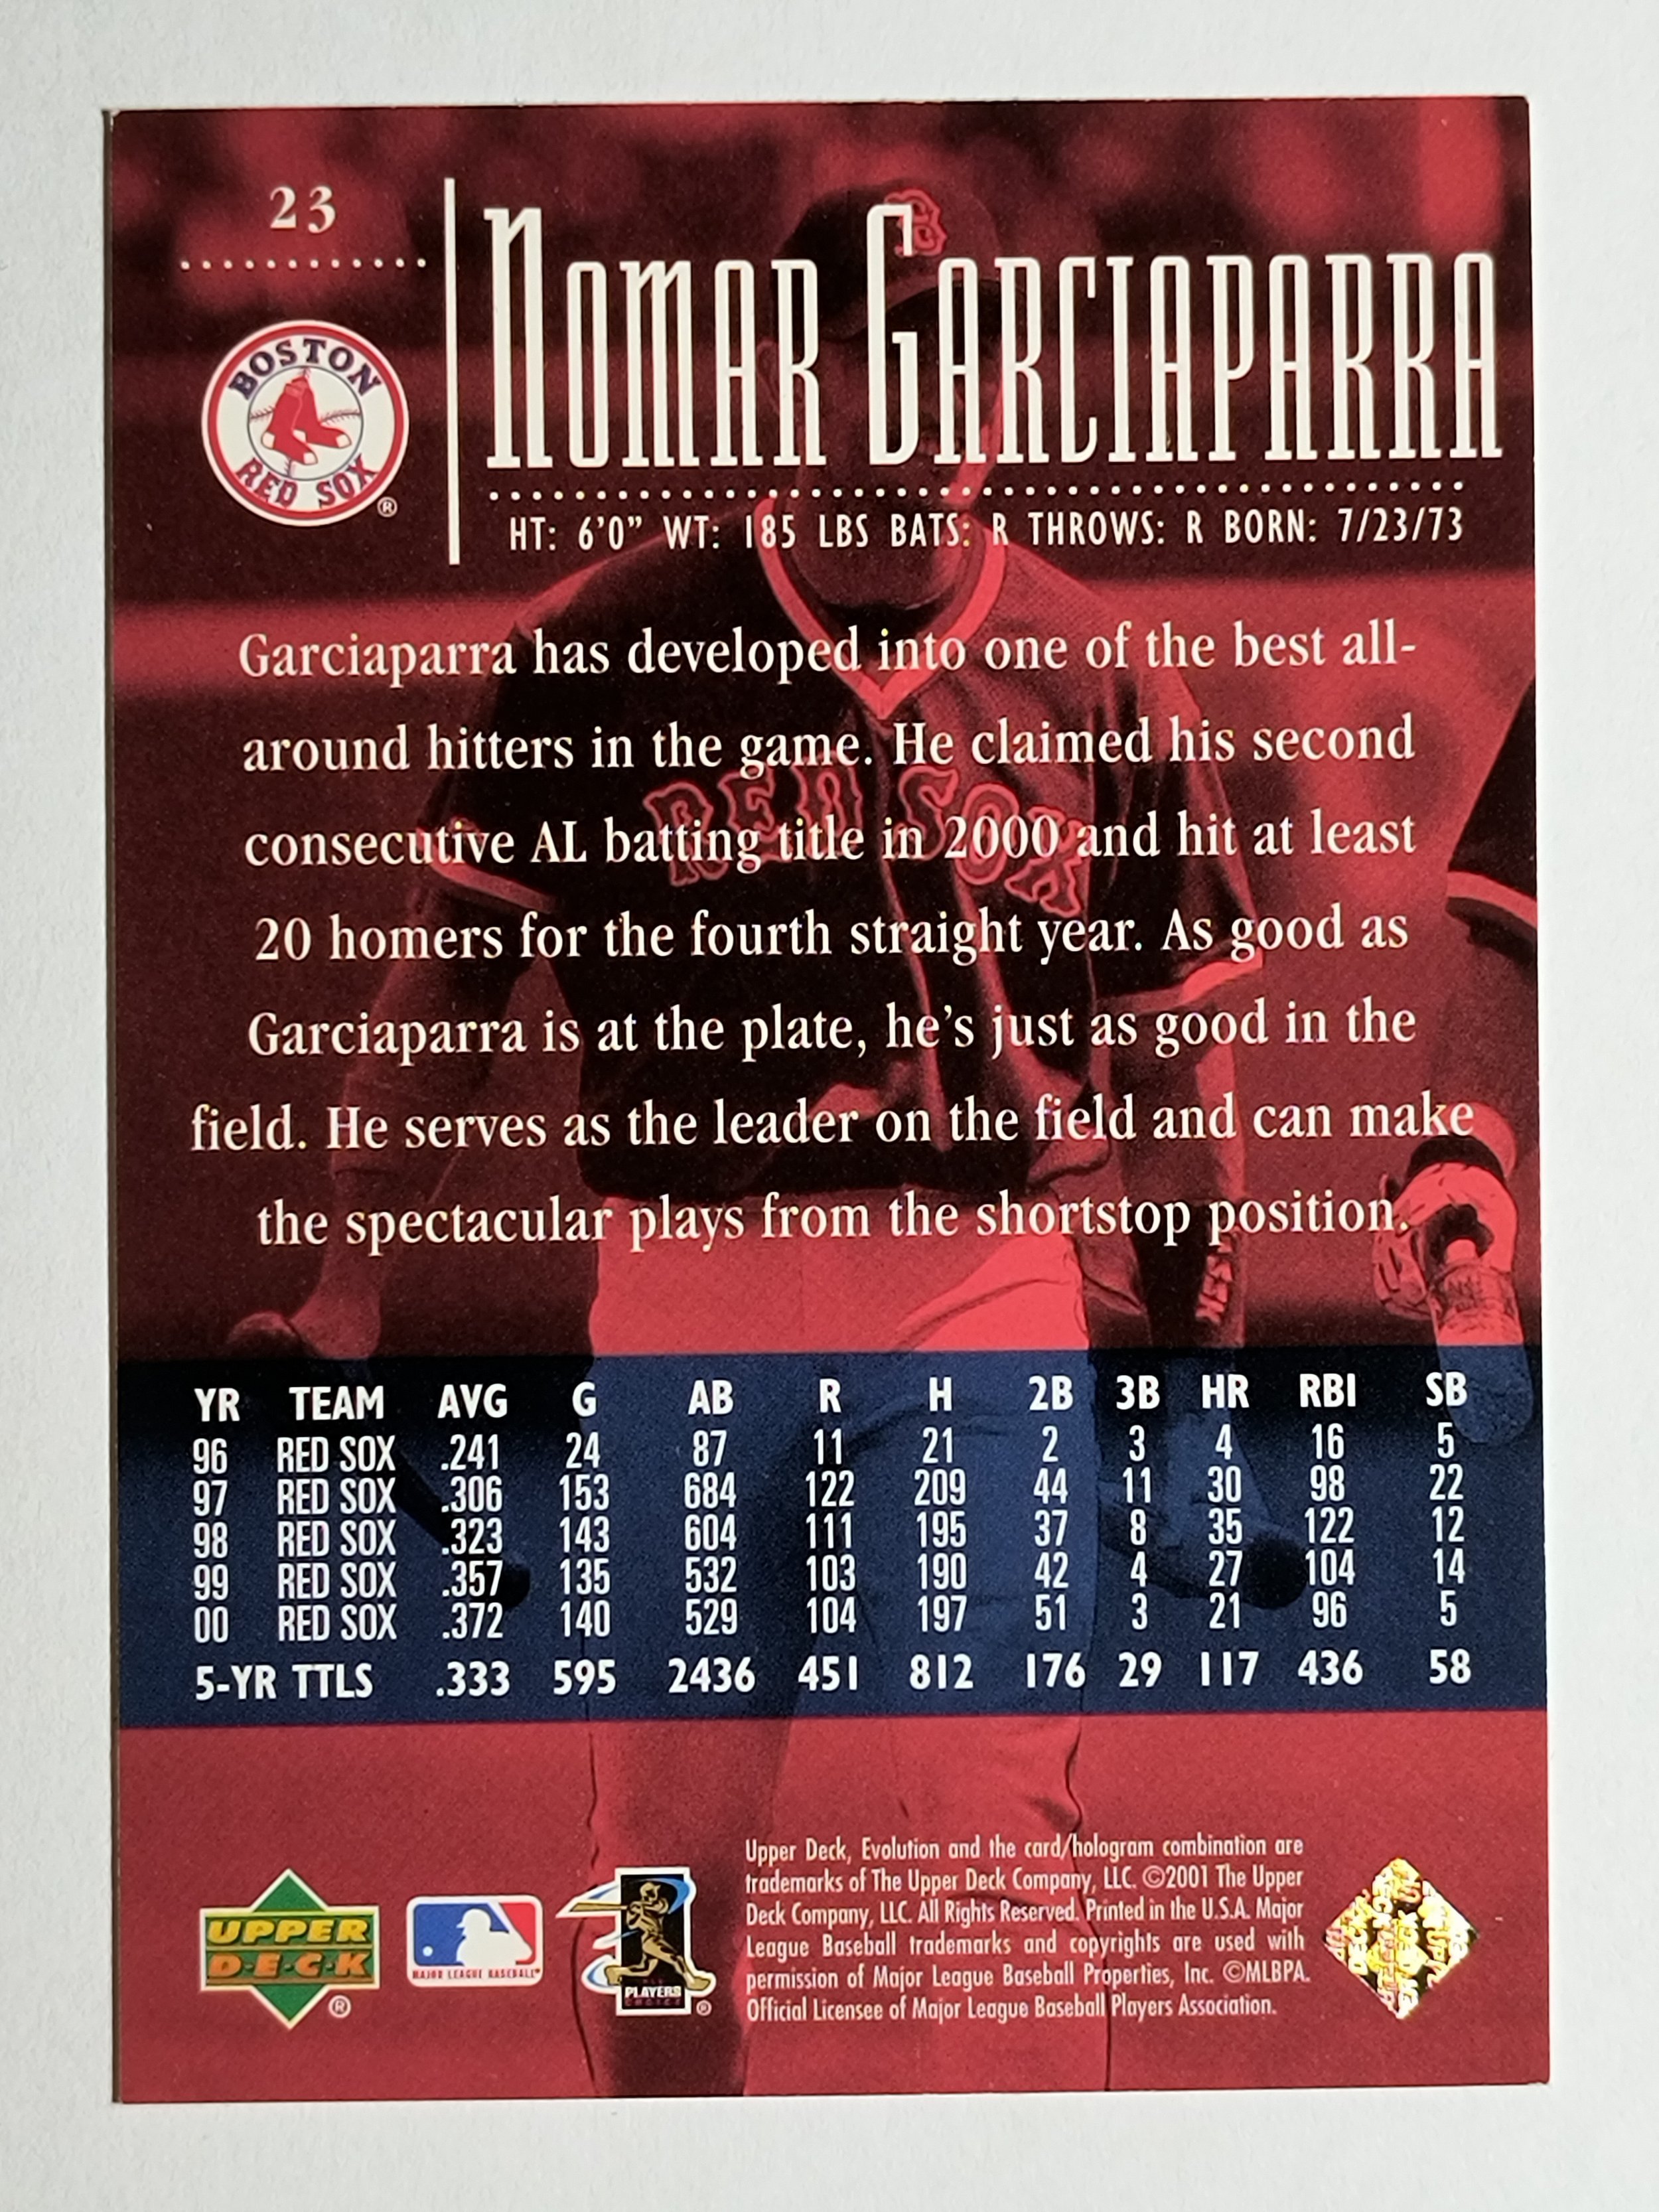 23
NOMAR GARCIAPARRA
BOSTON
RED SOX
®
HT: 6'0" WT: 185 LBS BATS: R THROWS: R BORN: 7/23/73
B
Garciaparra has developed into one of the best all-
around hitters in the game. He claimed his second
consecutive AL batting title in 2000 and hit at least
20 homers for the fourth straight year. As good as
Garciaparra is at the plate, he's just as good in the
field. He serves as the leader on the field and can make
the spectacular plays from the shortstop position.
RED SOX
YR TEAM AVG G AB R H 2B 3B HR RBI SB
96 RED SOX .241 24 87 11 21 2 3 4 16 5
97 RED SOX .306 153 684 122 209 44 11 30 98 22
98 RED SOX .323 143 604 111 195 37 8 35 122 12
99 RED SOX .357 135 532 103 190 42 4 27 104 14
00 RED SOX .372 140 529 104 197 51 3 21 96 5
5-YR TTLS .333 595 2436 451 812 176 29 117 436 58
UPPER
D·E·C·K
®
MAJOR LEAGUE BASEBALL
PLAYERS
CHOICE
®
Upper Deck, Evolution and the card/hologram combination are
trademarks of The Upper Deck Company, LLC. ©2001 The Upper
Deck Company, LLC. All Rights Reserved. Printed in the U.S.A. Major
League Baseball trademarks and copyrights are used with
permission of Major League Baseball Properties, Inc. ©MLBPA.
Official Licensee of Major League Baseball Players Association.